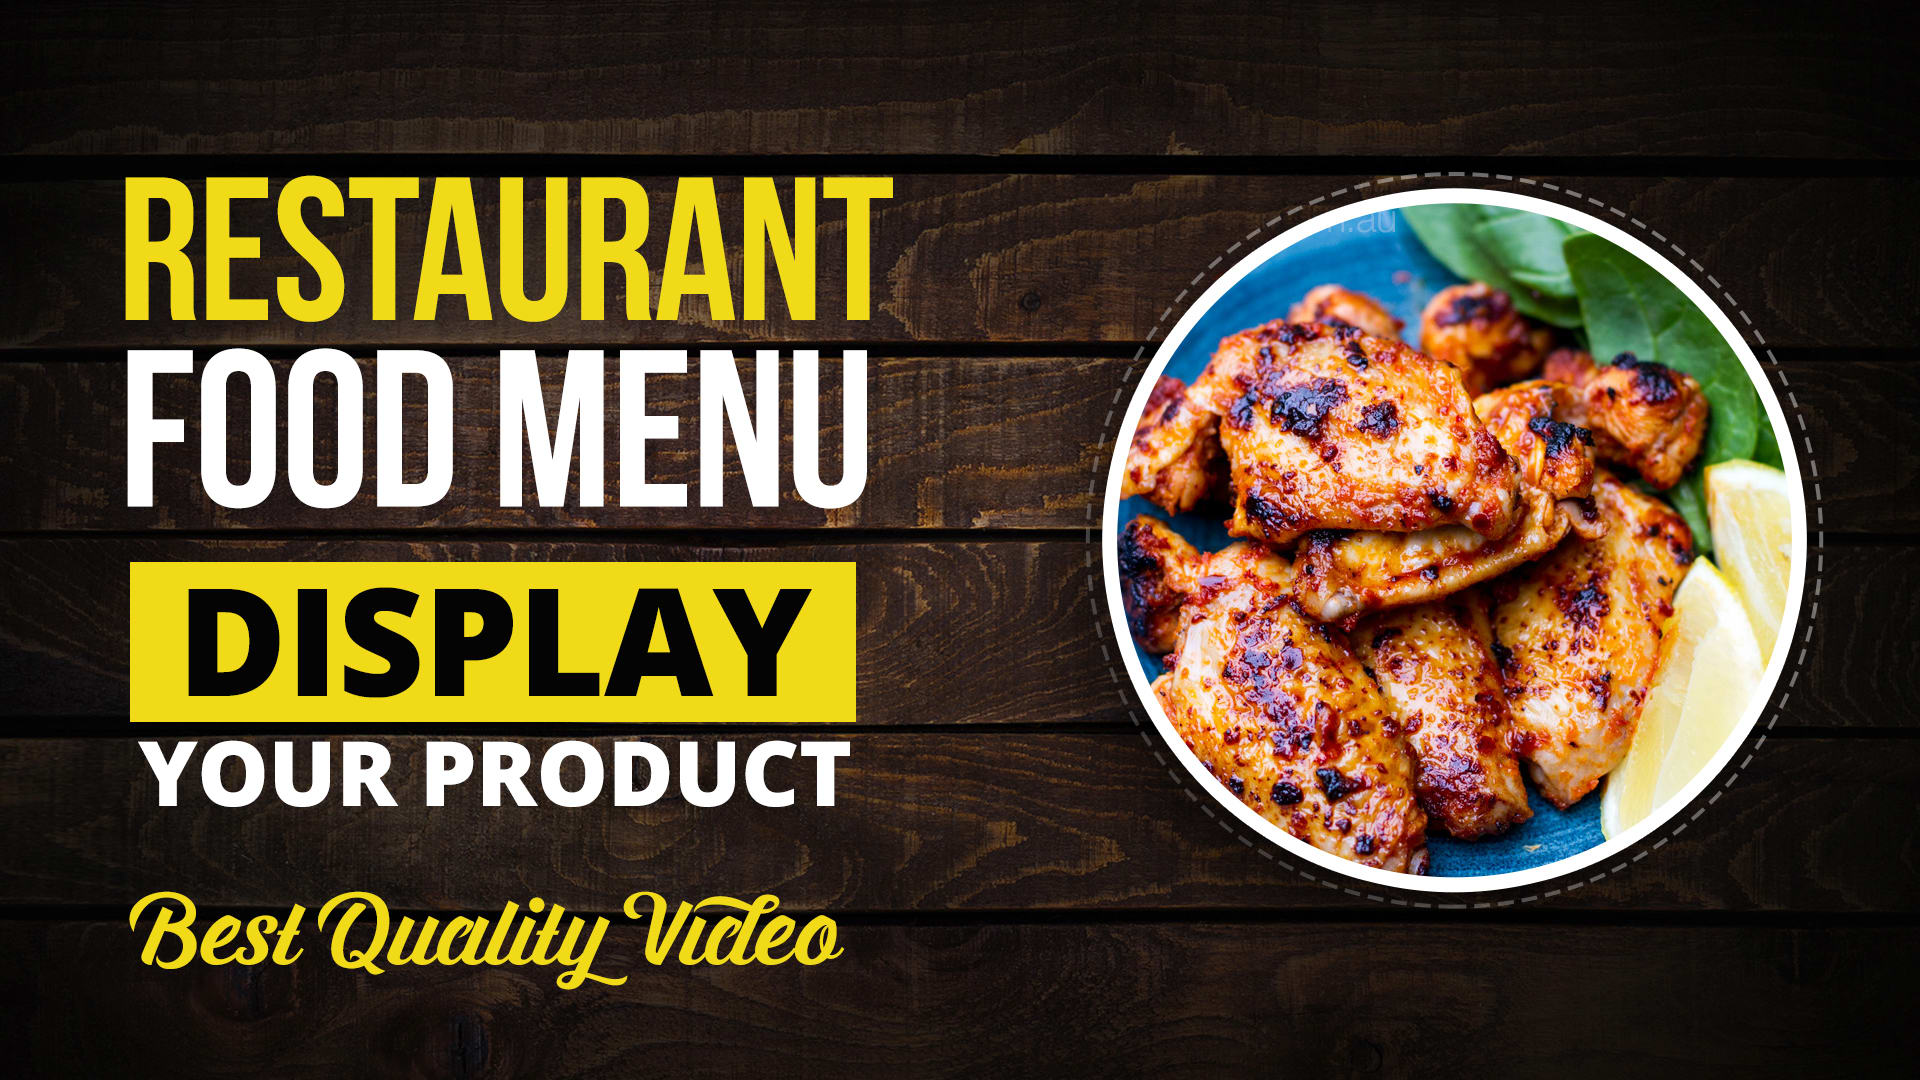 RESTAURANT
FOOD MENU
DISPLAY
YOUR PRODUCT
Best Quality Video